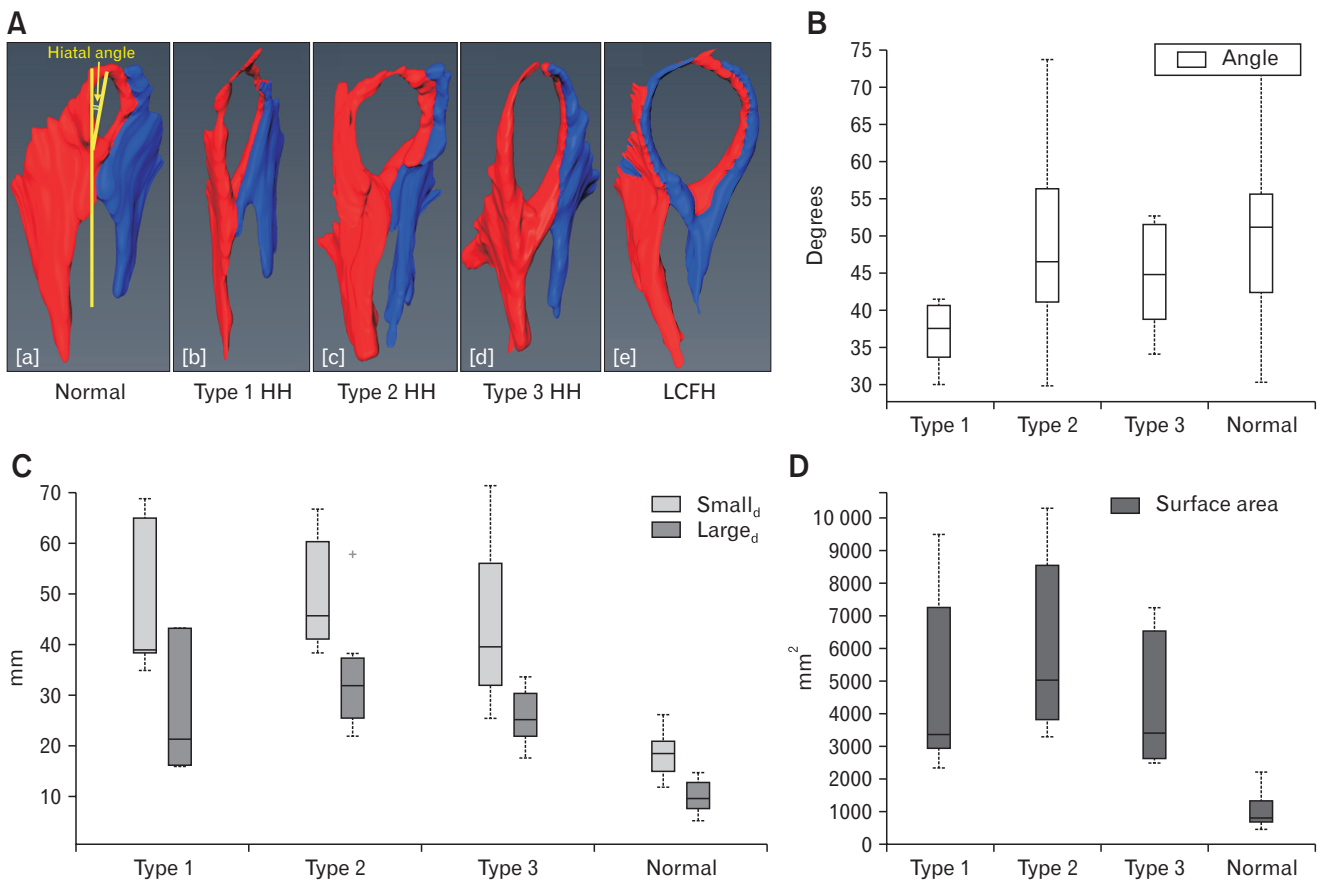 A
Hiatal angle
[a]
[b]
[c]
[d]
[e]
Normal
Type 1 HH
Type 2 HH
Type 3 HH
LCFH
B
Angle
Degrees
75
70
65
60
55
50
45
40
35
30
Type 1
Type 2
Type 3
Normal
C
Small_d
Large_d
mm
70
60
50
40
30
20
10
Type 1
Type 2
Type 3
Normal
D
Surface area
mm²
10 000
9000
8000
7000
6000
5000
4000
3000
2000
1000
0
Type 1
Type 2
Type 3
Normal